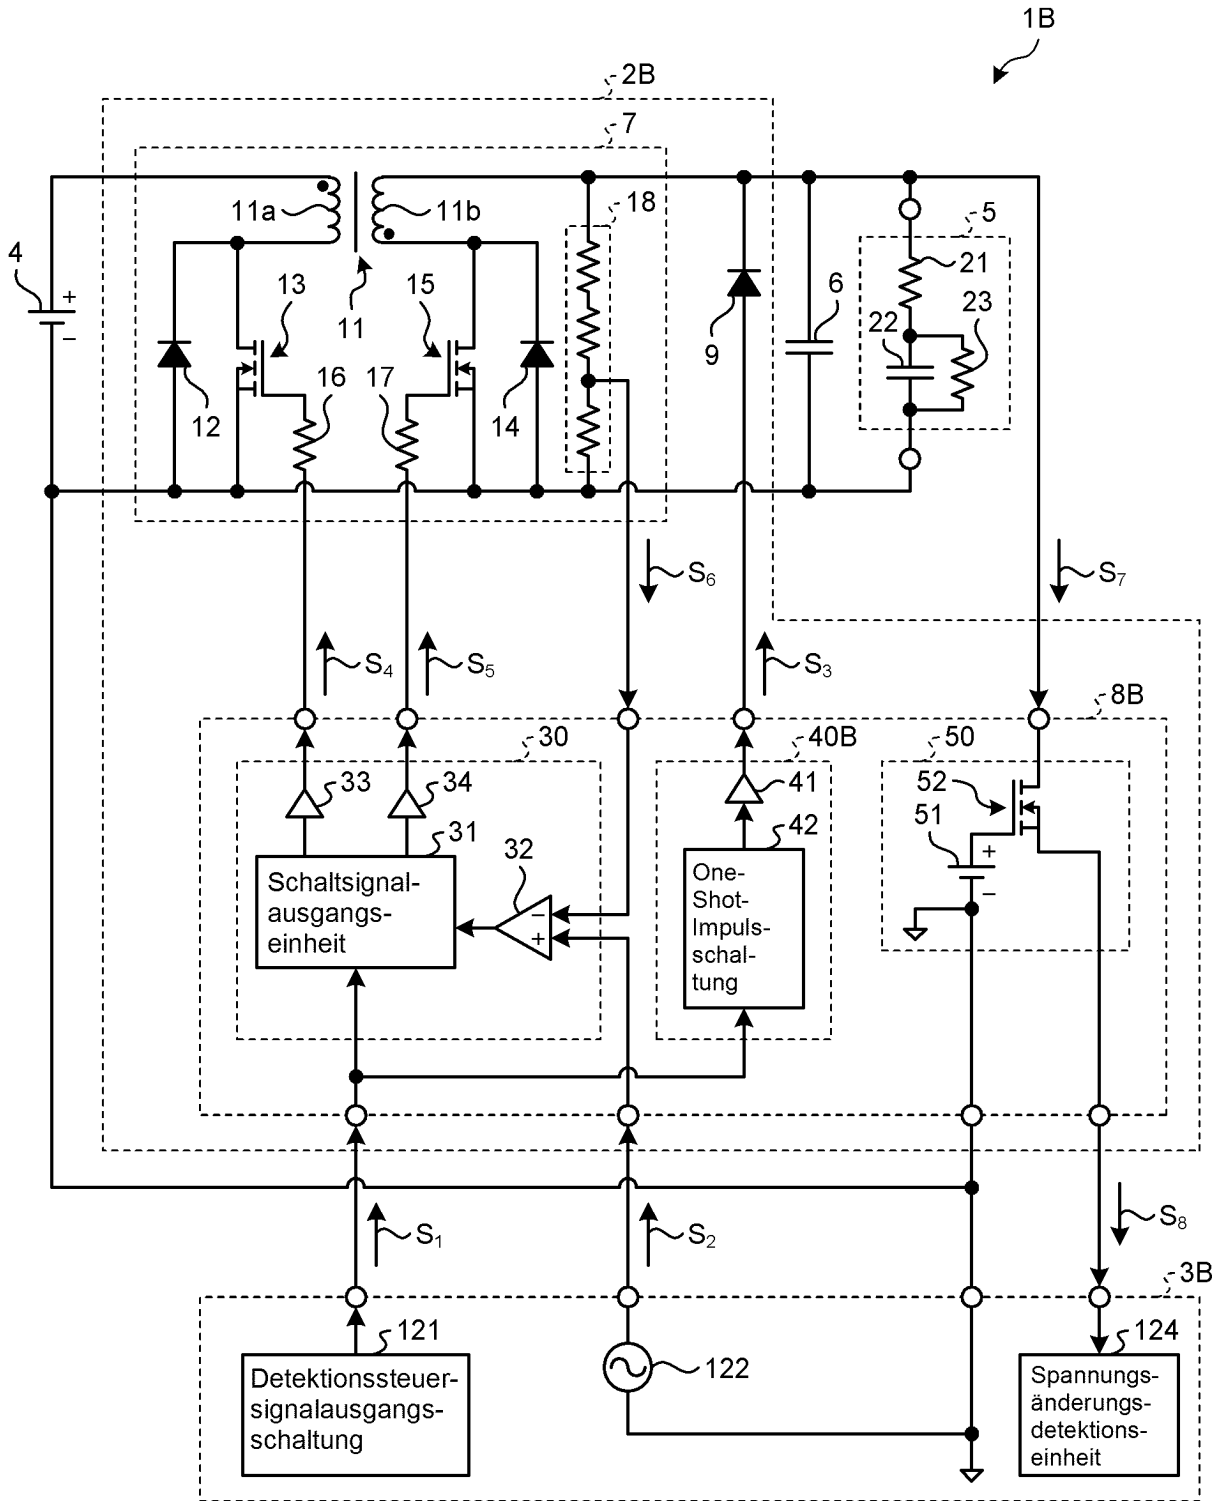 1B
2B
7
11a
11b
18
5
4
+
−
13
15
11
21
6
22
23
9
12
16
17
14
S6
S7
S4
S5
S3
8B
30
40B
50
33
34
41
52
31
32
42
51
+
−
Schaltsignal-
ausgangs-
einheit
−
+
One-
Shot-
Impuls-
schal-
tung
S1
S2
S8
3B
121
122
124
Detektionssteuer-
signalausgangs-
schaltung
Spannungs-
änderungs-
detektions-
einheit